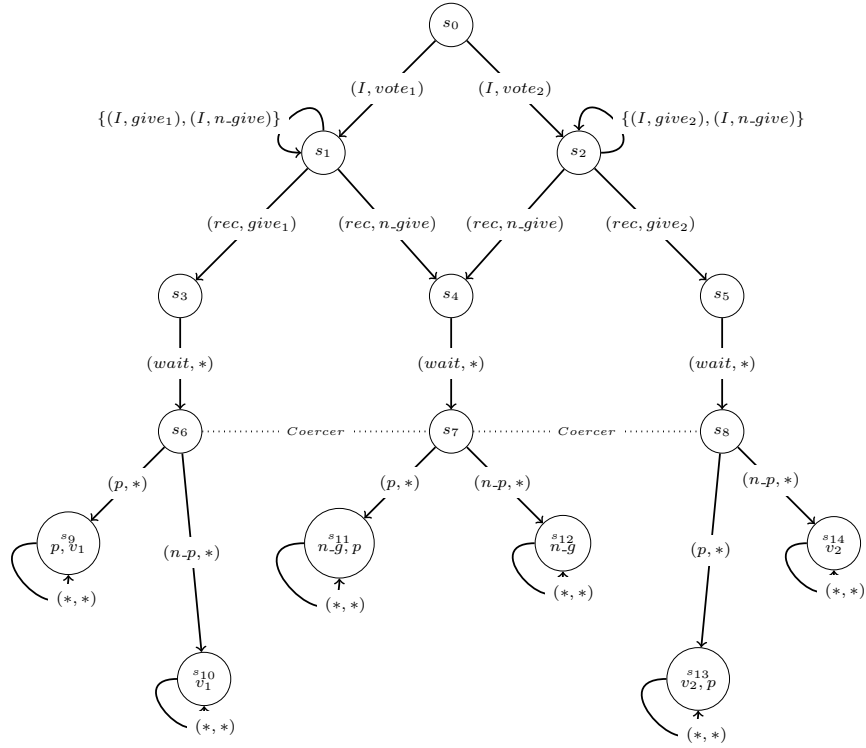 s₀
(I, vote₁)
(I, vote₂)
{(I, give₁), (I, n_give)}
{(I, give₂), (I, n_give)}
s₁
s₂
(rec, give₁)
(rec, n_give)
(rec, n_give)
(rec, give₂)
s₃
s₄
s₅
(wait, ∗)
(wait, ∗)
(wait, ∗)
s₆
Coercer
s₇
Coercer
s₈
(p, ∗)
(n_p, ∗)
(p, ∗)
(n_p, ∗)
(p, ∗)
(n_p, ∗)
s₉
p, v₁
s₁₁
n_g, p
s₁₂
n_g
s₁₄
v₂
(∗, ∗)
(∗, ∗)
(∗, ∗)
(∗, ∗)
s₁₀
v₁
s₁₃
v₂, p
(∗, ∗)
(∗, ∗)